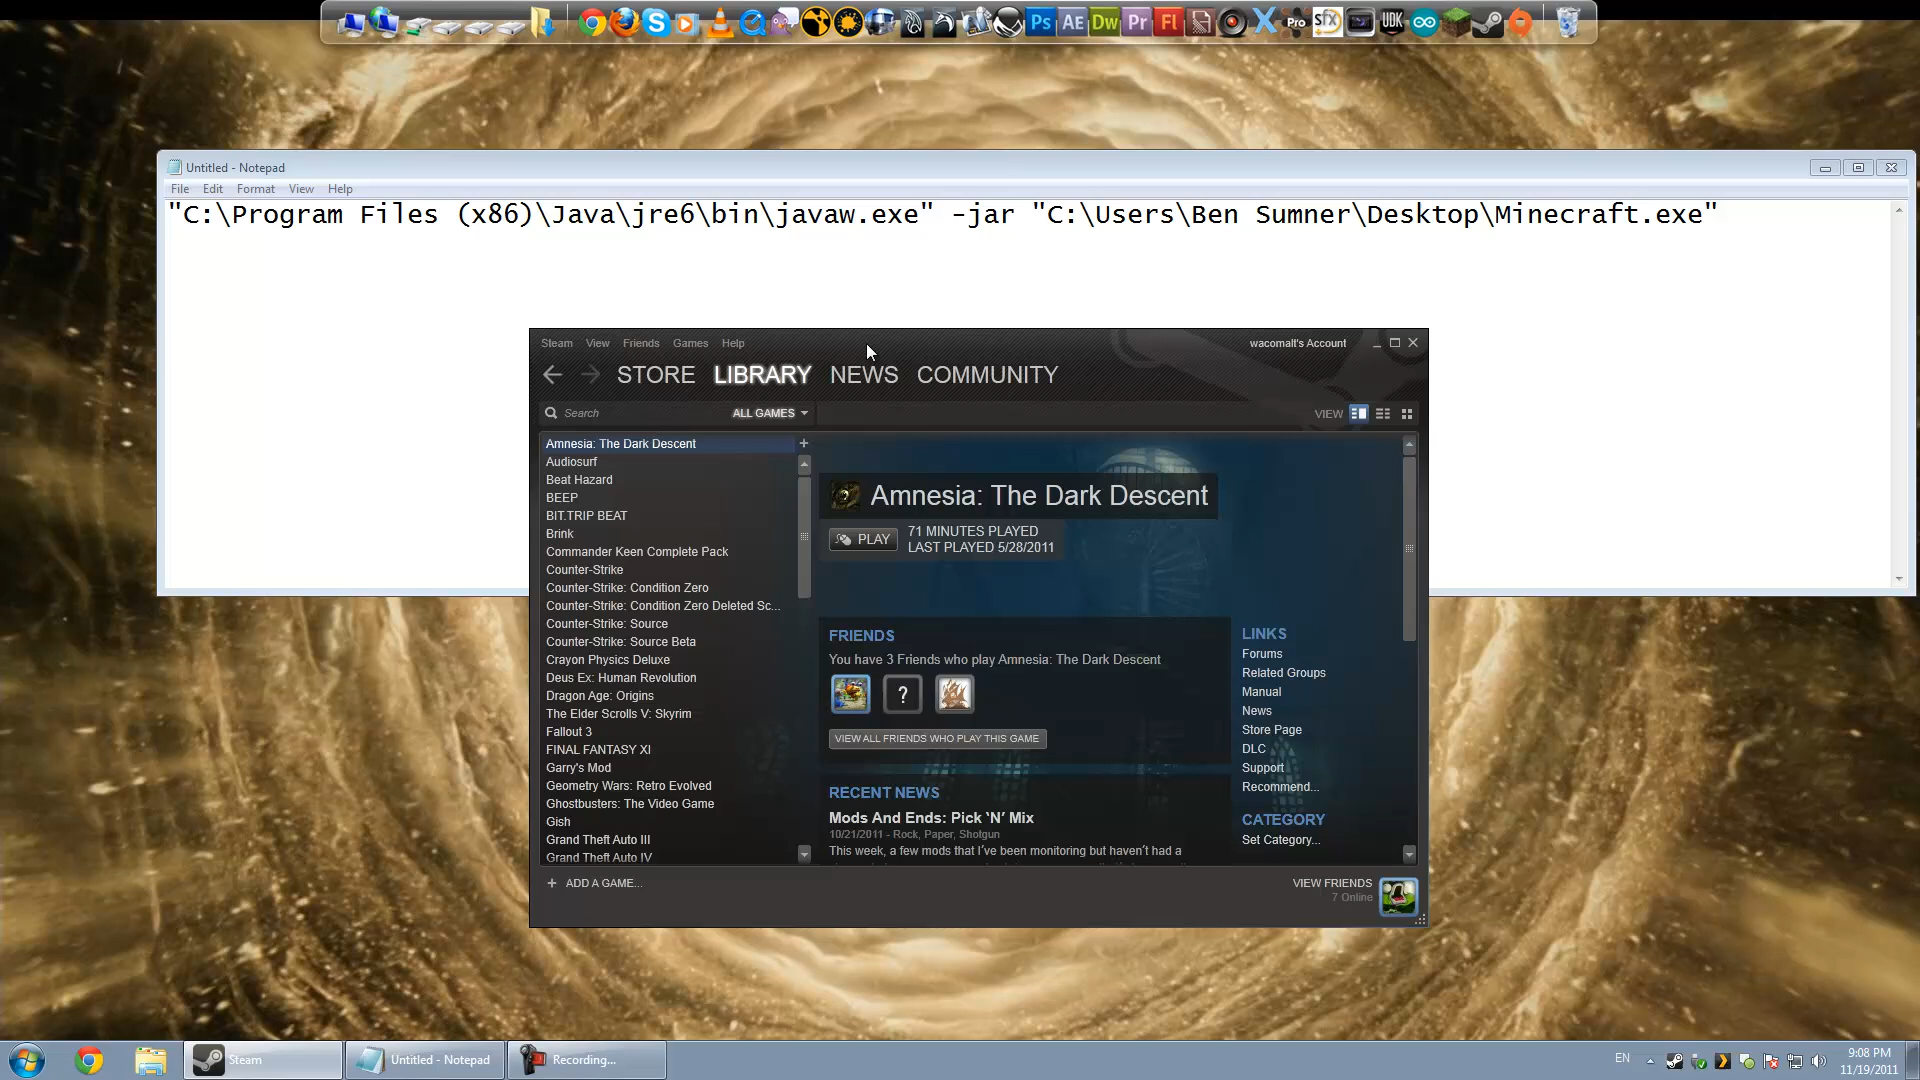 Ps
Ae
Dw
Pr
Fl
Pro
sfx
UDK
Untitled - Notepad
File Edit Format View Help
"C:\Program Files (x86)\Java\jre6\bin\javaw.exe" -jar "C:\Users\Ben Sumner\Desktop\Minecraft.exe"
Steam View Friends Games Help
wacomalt's Account
STORE LIBRARY NEWS COMMUNITY
Search
ALL GAMES
VIEW
Amnesia: The Dark Descent
Audiosurf
Beat Hazard
BEEP
BIT.TRIP BEAT
Brink
Commander Keen Complete Pack
Counter-Strike
Counter-Strike: Condition Zero
Counter-Strike: Condition Zero Deleted Sc...
Counter-Strike: Source
Counter-Strike: Source Beta
Crayon Physics Deluxe
Deus Ex: Human Revolution
Dragon Age: Origins
The Elder Scrolls V: Skyrim
Fallout 3
FINAL FANTASY XI
Garry's Mod
Geometry Wars: Retro Evolved
Ghostbusters: The Video Game
Gish
Grand Theft Auto III
Grand Theft Auto IV
Amnesia: The Dark Descent
PLAY
71 MINUTES PLAYED
LAST PLAYED 5/28/2011
FRIENDS
You have 3 Friends who play Amnesia: The Dark Descent
?
VIEW ALL FRIENDS WHO PLAY THIS GAME
RECENT NEWS
Mods And Ends: Pick ‘N’ Mix
10/21/2011 - Rock, Paper, Shotgun
This week, a few mods that I’ve been monitoring but haven’t had a
LINKS
Forums
Related Groups
Manual
News
Store Page
DLC
Support
Recommend...
CATEGORY
Set Category...
+ ADD A GAME...
VIEW FRIENDS
7 Online
Steam
Untitled - Notepad
Recording...
EN
9:08 PM
11/19/2011